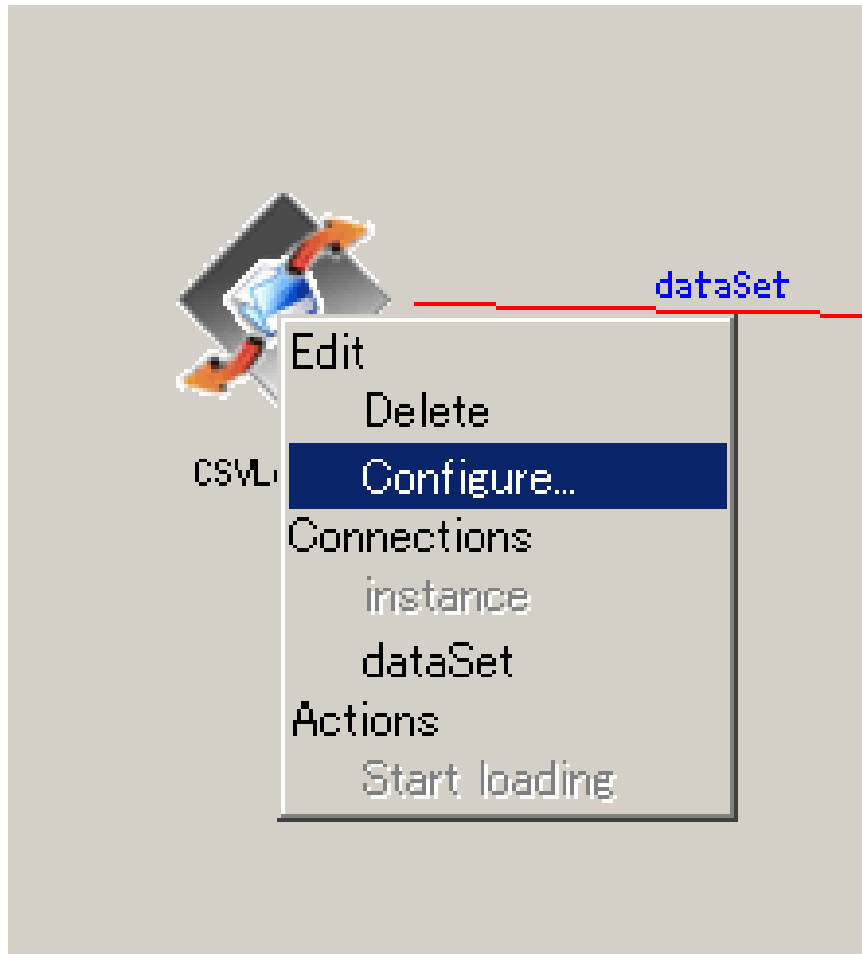 dataSet
Edit
Delete
Configure...
Connections
instance
dataSet
Actions
Start loading